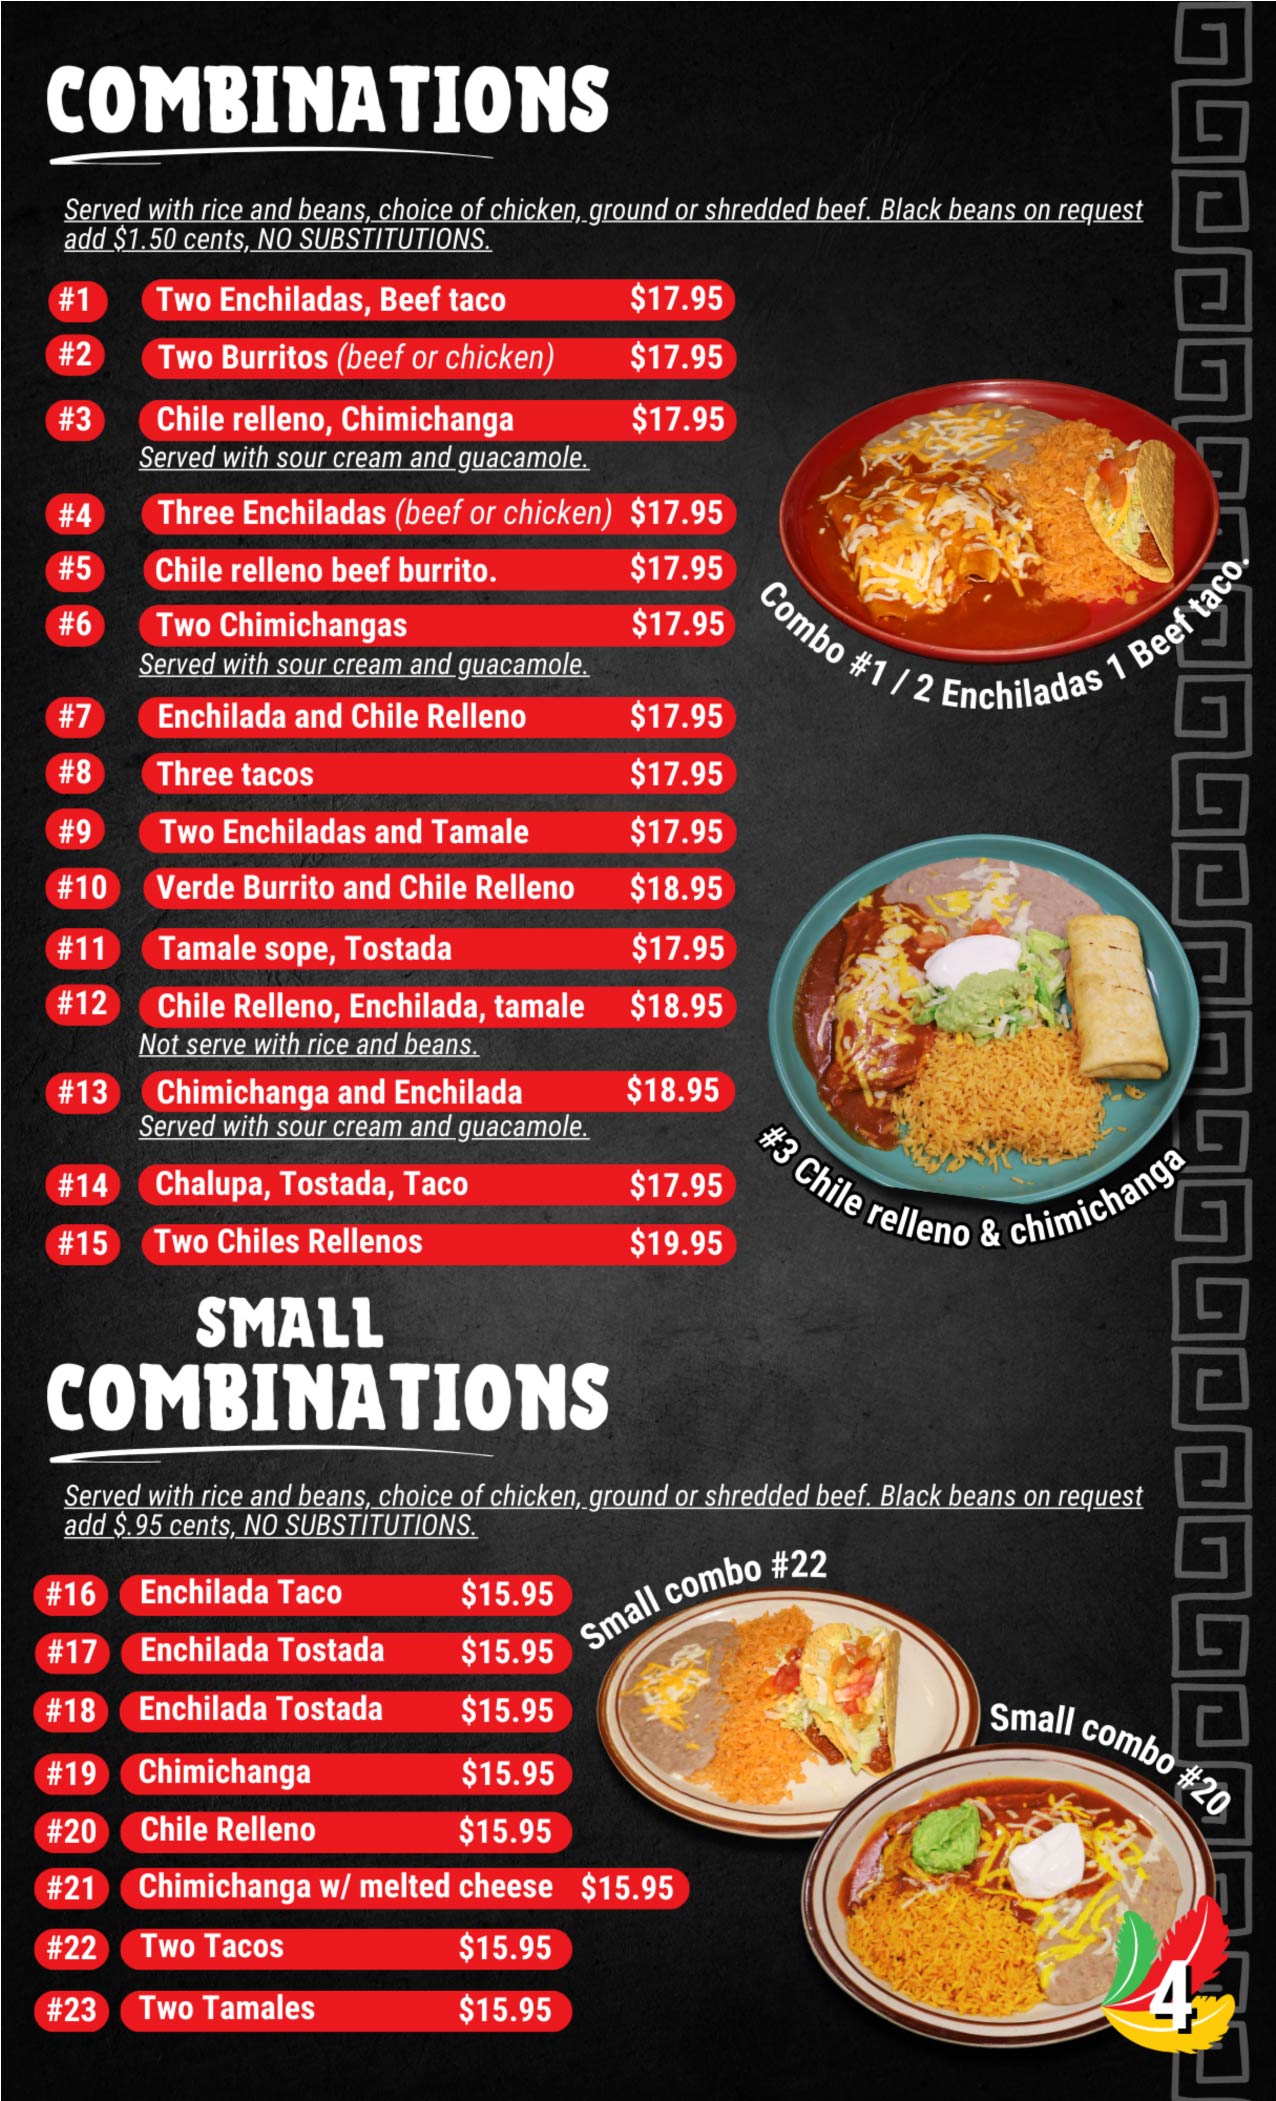 COMBINATIONS
Served with rice and beans, choice of chicken, ground or shredded beef. Black beans on request
add $1.50 cents, NO SUBSTITUTIONS.
#1 Two Enchiladas, Beef taco $17.95
#2 Two Burritos (beef or chicken) $17.95
#3 Chile relleno, Chimichanga $17.95
Served with sour cream and guacamole.
#4 Three Enchiladas (beef or chicken) $17.95
#5 Chile relleno beef burrito. $17.95
#6 Two Chimichangas $17.95
Served with sour cream and guacamole.
Combo #1 / 2 Enchiladas 1 Beef taco.
#7 Enchilada and Chile Relleno $17.95
#8 Three tacos $17.95
#9 Two Enchiladas and Tamale $17.95
#10 Verde Burrito and Chile Relleno $18.95
#11 Tamale sope, Tostada $17.95
#12 Chile Relleno, Enchilada, tamale $18.95
Not serve with rice and beans.
#13 Chimichanga and Enchilada $18.95
Served with sour cream and guacamole.
#14 Chalupa, Tostada, Taco $17.95
#15 Two Chiles Rellenos $19.95
#3 Chile relleno & chimichanga
SMALL
COMBINATIONS
Served with rice and beans, choice of chicken, ground or shredded beef. Black beans on request
add $.95 cents, NO SUBSTITUTIONS.
#16 Enchilada Taco $15.95
#17 Enchilada Tostada $15.95
#18 Enchilada Tostada $15.95
#19 Chimichanga $15.95
#20 Chile Relleno $15.95
#21 Chimichanga w/ melted cheese $15.95
#22 Two Tacos $15.95
#23 Two Tamales $15.95
Small combo #22
Small combo #20
4